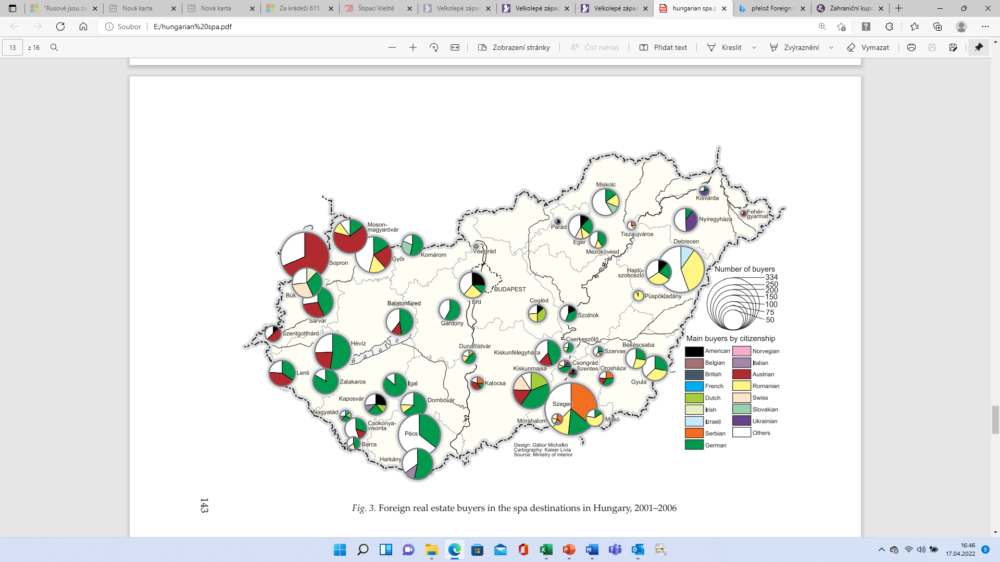 "Rusové jsou za
Nová karta
Nová karta
Za krádeží 615
Štípací kleště
Velkolepé západ
Velkolepé západ
Velkolepé západ
hungarian spa.p
přelož Foreign r
Zahraniční kupc
Soubor
E:/hungarian%20spa.pdf
13
z 16
Zobrazení stránky
Číst nahlas
Přidat text
Kreslit
Zvýraznění
Vymazat
Miskolc
Kisvárda
Fehér-
gyarmat
Nyíregyháza
Parád
Eger
Mezőkövesd
Tiszaújváros
Debrecen
Moson-
magyaróvár
Győr
Komárom
Visegrád
Sopron
Hajdú-
szoboszló
Püspökladány
BUDAPEST
Érd
Bük
Sárvár
Balatonfüred
Gárdony
Cegléd
Szolnok
Szentgotthárd
Hévíz
Balaton
Dunaföldvár
Kiskunfélegyháza
Cserkeszőlő
Szarvas
Békéscsaba
Csongrád
Szentes
Orosháza
Gyula
Kiskunmajsa
Lenti
Zalakaros
Igal
Kalocsa
Kaposvár
Dombóvár
Szeged
Nagyatád
Mórahalom
Makó
Csokonya-
visonta
Pécs
Barcs
Harkány
Number of buyers
334
250
200
150
100
75
50
Main buyers by citizenship
American
Belgian
British
French
Dutch
Irish
Izraeli
Serbian
German
Norvegian
Italian
Austrian
Romanian
Swiss
Slovakian
Ukrainian
Others
Design: Gábor Michalkó
Cartography: Kaiser Lívia
Source: Ministry of interior
143
Fig. 3. Foreign real estate buyers in the spa destinations in Hungary, 2001–2006
16:46
17.04.2022
9